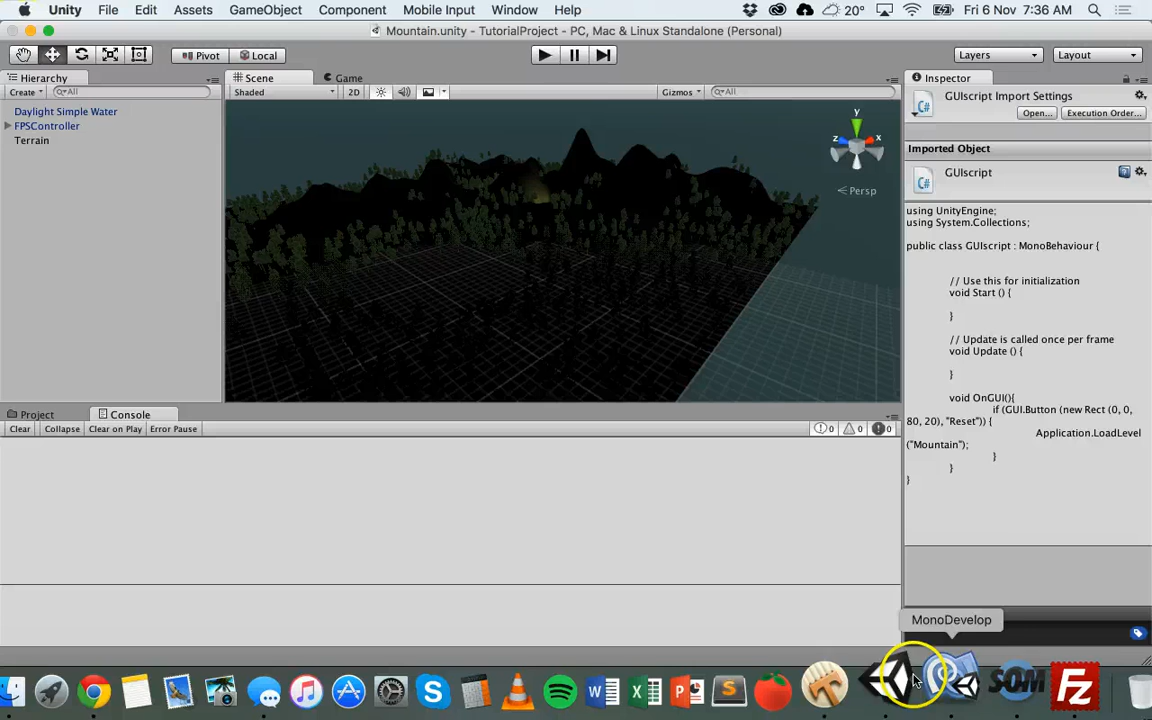 Unity File Edit Assets GameObject Component Mobile Input Window Help 20° Fri 6 Nov 7:36 AM
Mountain.unity - TutorialProject - PC, Mac & Linux Standalone (Personal)
Pivot Local Layers Layout
Hierarchy Scene Game Inspector
Create All Shaded 2D Gizmos All
GUIscript Import Settings
Open... Execution Order...
Daylight Simple Water
FPSController
Terrain
y
z x
Persp
Imported Object
C# GUIscript
using UnityEngine;
using System.Collections;
public class GUIscript : MonoBehaviour {
// Use this for initialization
void Start () {
}
// Update is called once per frame
void Update () {
}
void OnGUI(){
if (GUI.Button (new Rect (0, 0,
80, 20), "Reset")) {
Application.LoadLevel
("Mountain");
}
}
}
Project Console
Clear Collapse Clear on Play Error Pause 0 0 0
MonoDevelop
W X P S SOM Fz